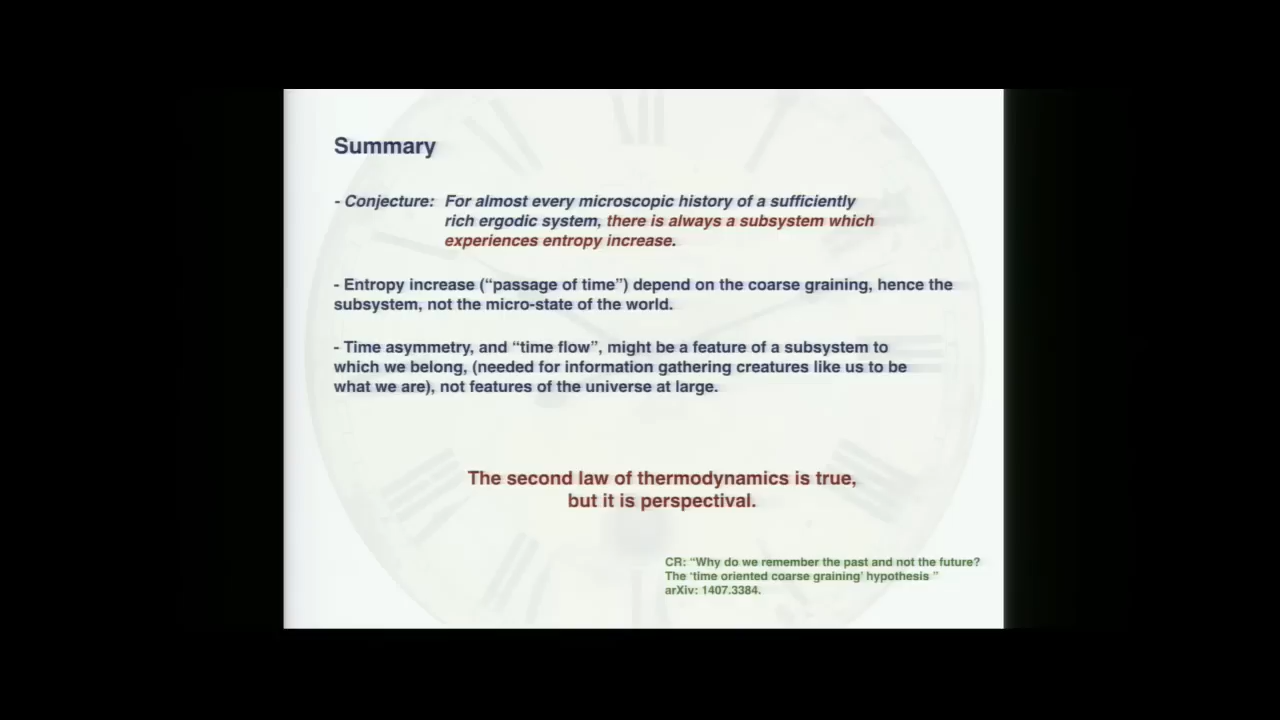 Summary
- Conjecture: For almost every microscopic history of a sufficiently
rich ergodic system, there is always a subsystem which
experiences entropy increase.
- Entropy increase (“passage of time”) depend on the coarse graining, hence the
subsystem, not the micro-state of the world.
- Time asymmetry, and “time flow”, might be a feature of a subsystem to
which we belong, (needed for information gathering creatures like us to be
what we are), not features of the universe at large.
The second law of thermodynamics is true,
but it is perspectival.
CR: “Why do we remember the past and not the future?
The ‘time oriented coarse graining’ hypothesis ”
arXiv: 1407.3384.